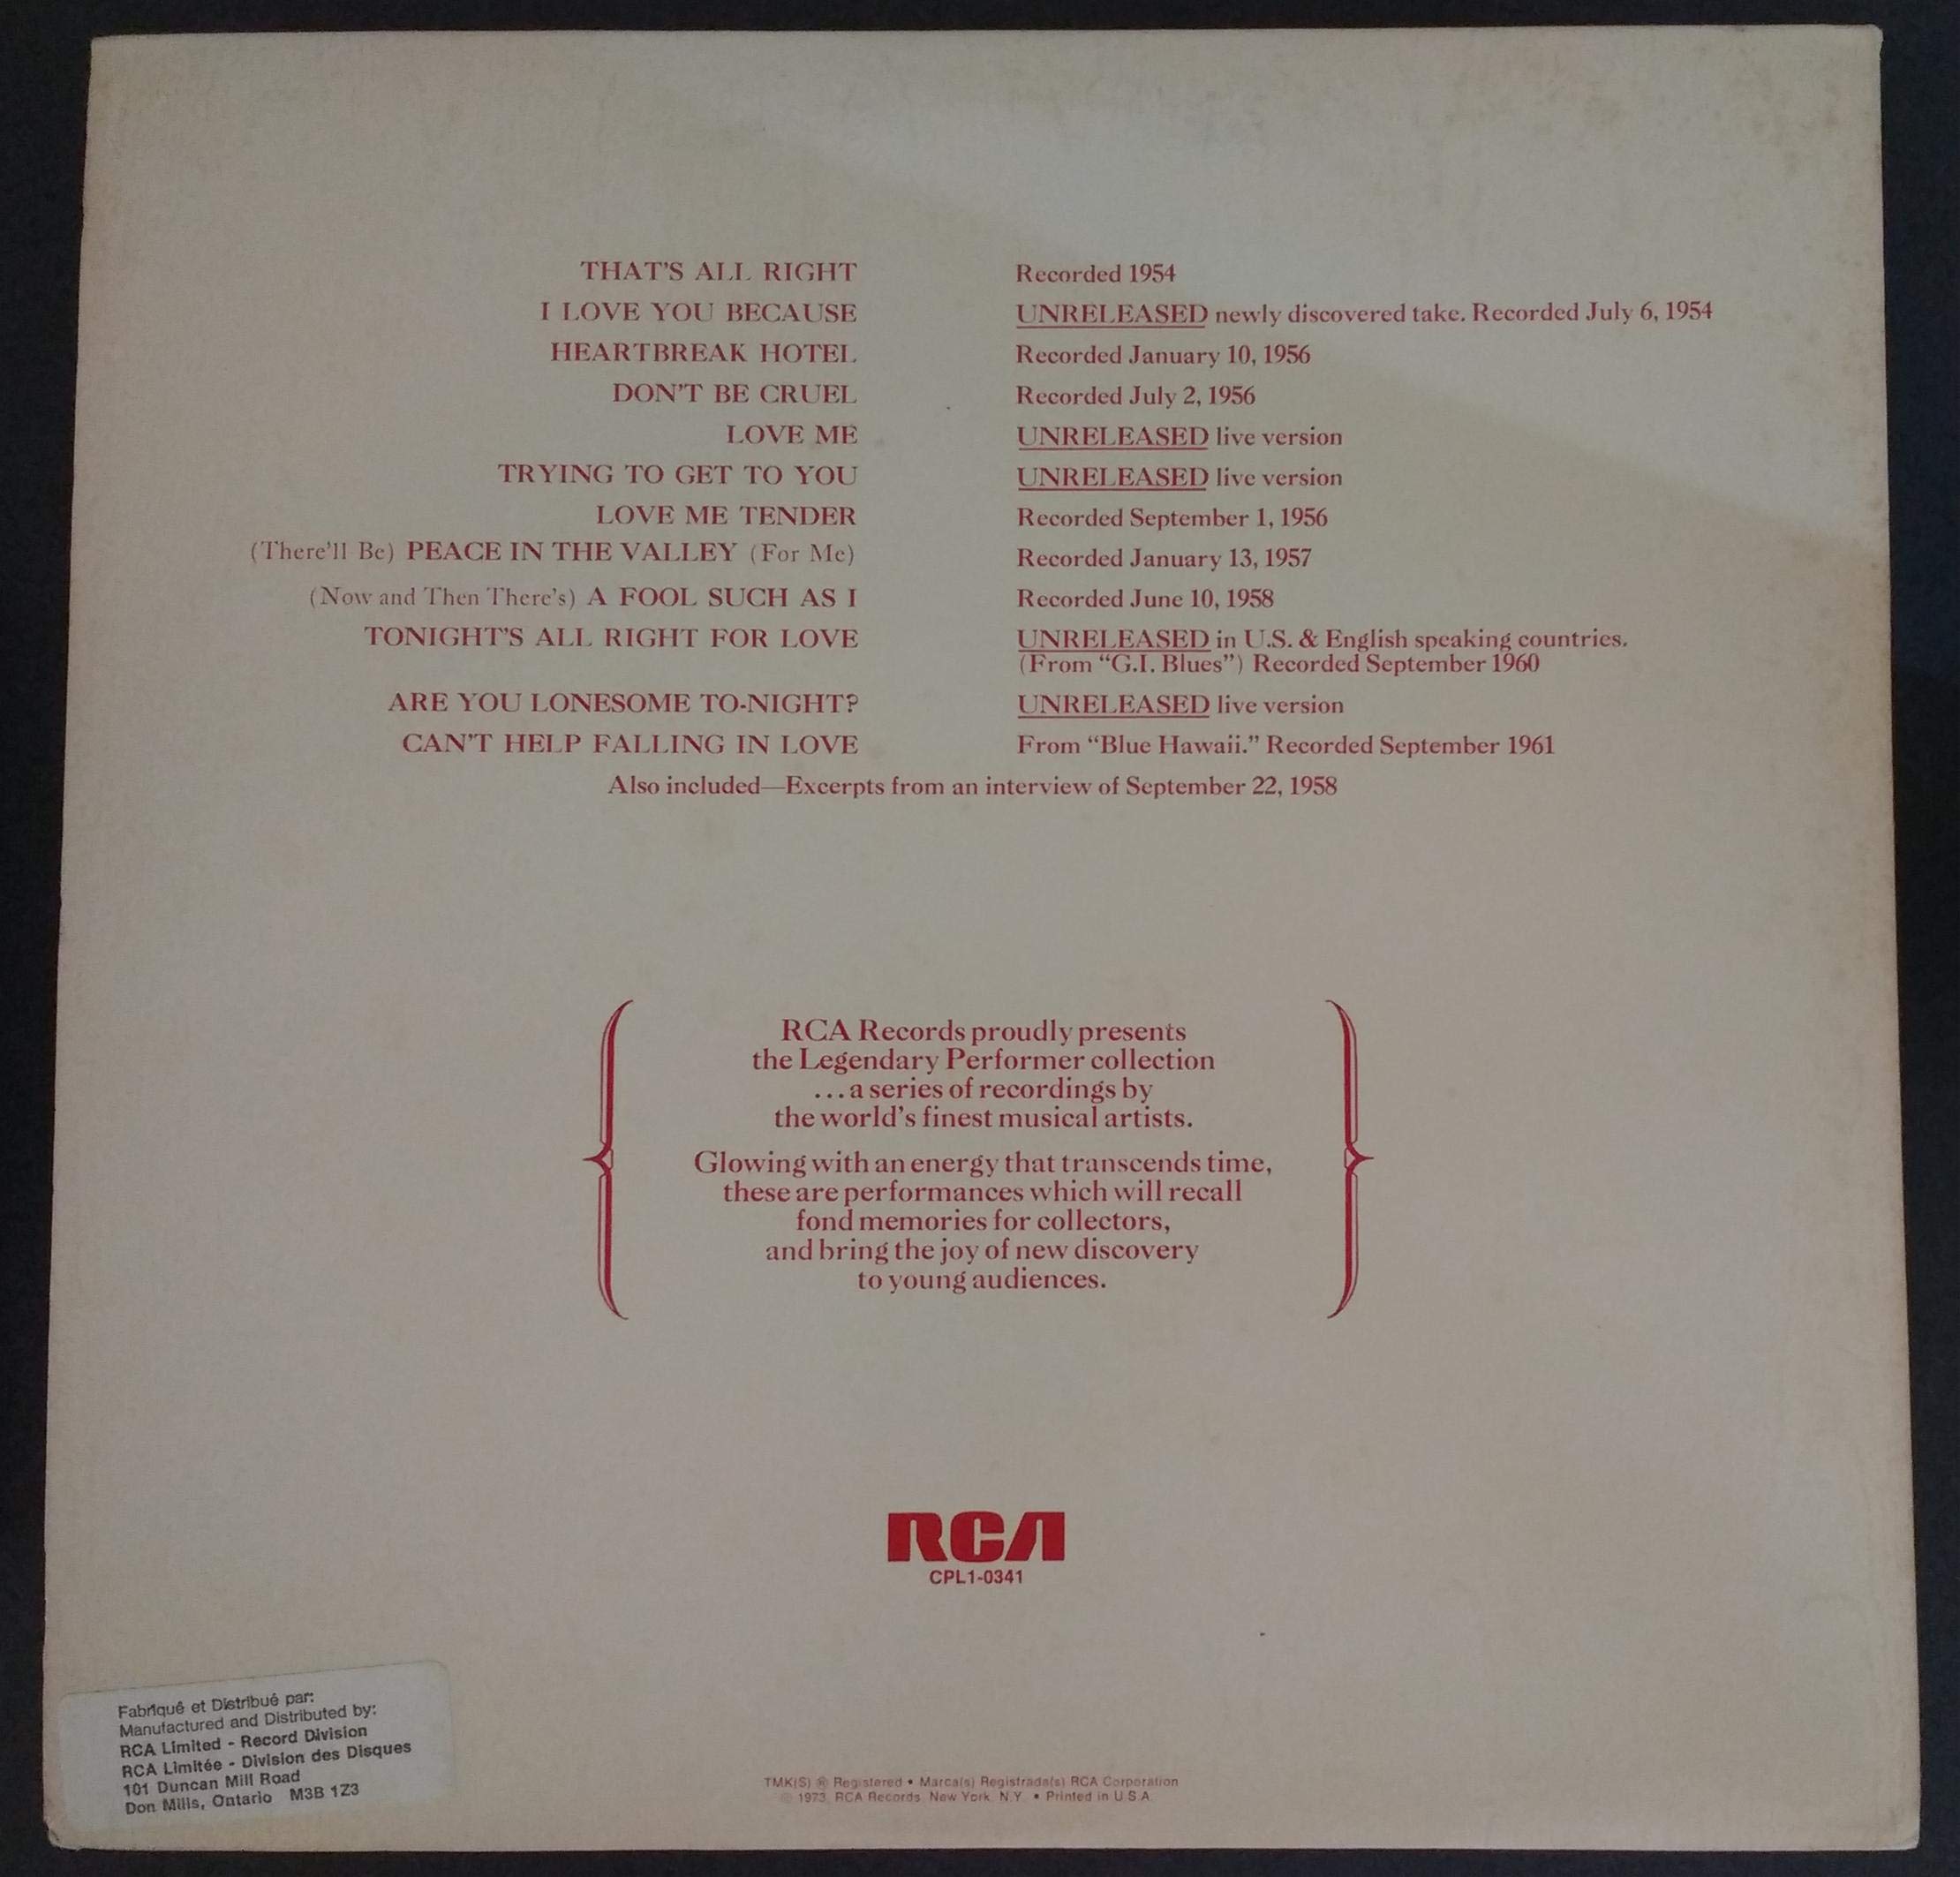 THAT'S ALL RIGHT Recorded 1954
I LOVE YOU BECAUSE UNRELEASED newly discovered take. Recorded July 6, 1954
HEARTBREAK HOTEL Recorded January 10, 1956
DON'T BE CRUEL Recorded July 2, 1956
LOVE ME UNRELEASED live version
TRYING TO GET TO YOU UNRELEASED live version
LOVE ME TENDER Recorded September 1, 1956
(There'll Be) PEACE IN THE VALLEY (For Me) Recorded January 13, 1957
(Now and Then There's) A FOOL SUCH AS I Recorded June 10, 1958
TONIGHT'S ALL RIGHT FOR LOVE UNRELEASED in U.S. & English speaking countries.
(From “G.I. Blues”) Recorded September 1960
ARE YOU LONESOME TO-NIGHT? UNRELEASED live version
CAN'T HELP FALLING IN LOVE From “Blue Hawaii.” Recorded September 1961
Also included—Excerpts from an interview of September 22, 1958
RCA Records proudly presents
the Legendary Performer collection
...a series of recordings by
the world's finest musical artists.
Glowing with an energy that transcends time,
these are performances which will recall
fond memories for collectors,
and bring the joy of new discovery
to young audiences.
RCA
CPL1-0341
Fabriqué et Distribué par:
Manufactured and Distributed by:
RCA Limited - Record Division
RCA Limitée - Division des Disques
101 Duncan Mill Road
Don Mills, Ontario M3B 1Z3
TMK(S) ® Registered • Marca(s) Registrada(s) RCA Corporation
© 1973, RCA Records, New York, N.Y. • Printed in U.S.A.